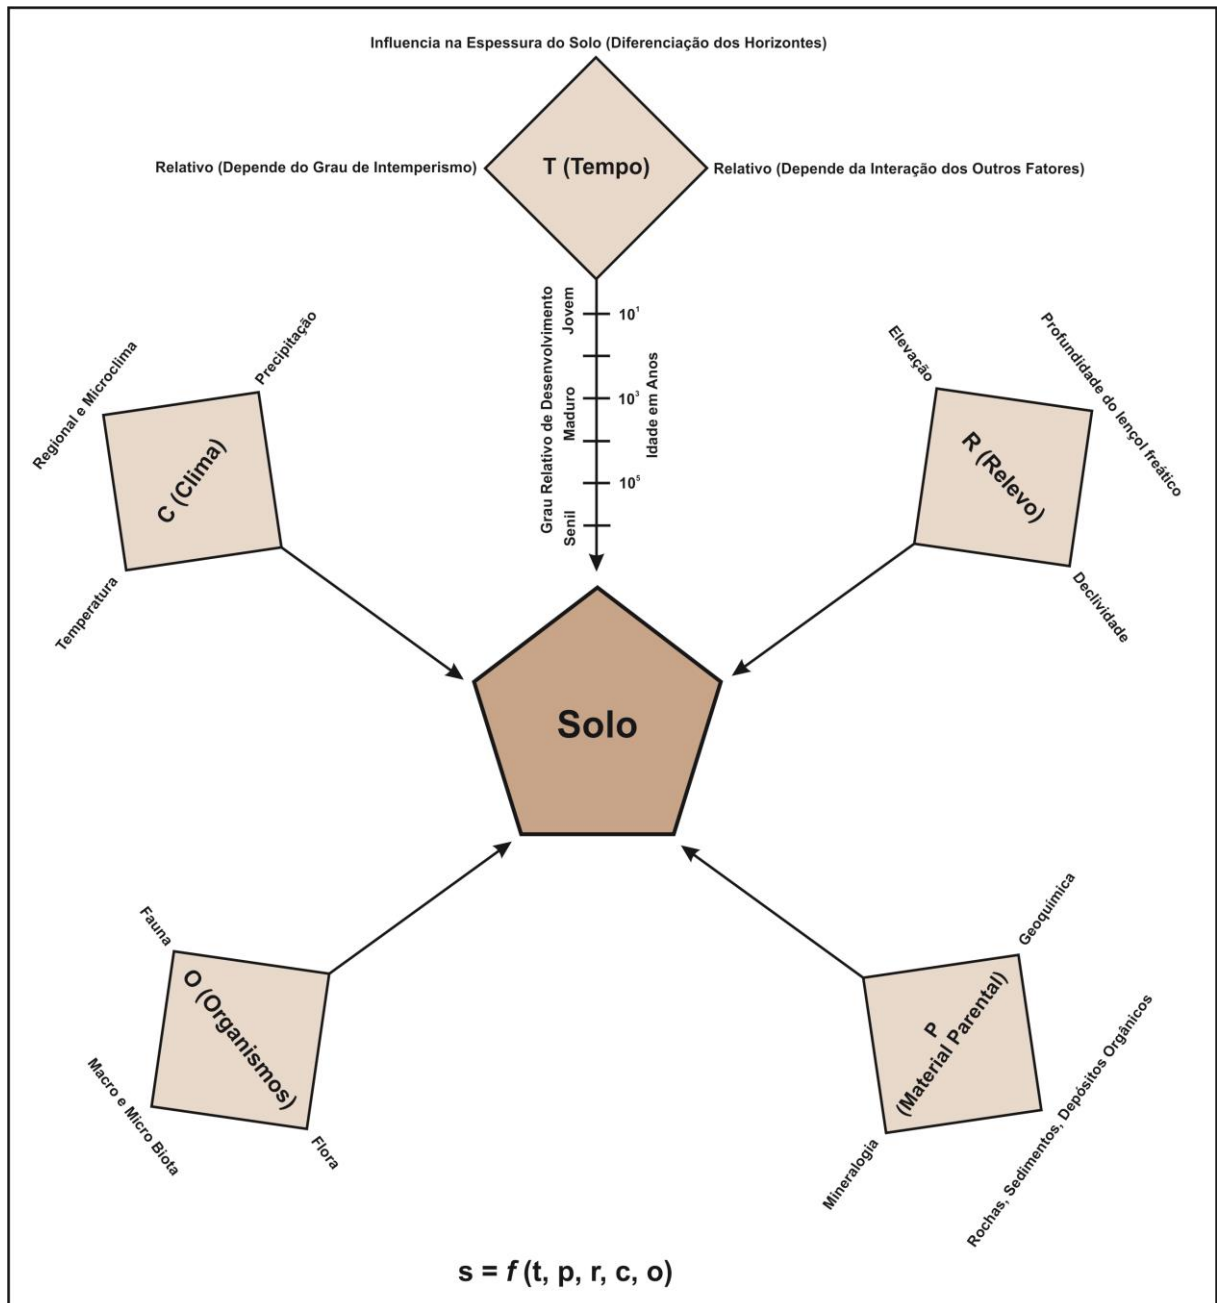 Influencia na Espessura do Solo (Diferenciação dos Horizontes)
Relativo (Depende do Grau de Intemperismo)
T (Tempo)
Relativo (Depende da Interação dos Outros Fatores)
Grau Relativo de Desenvolvimento
Jovem
Maduro
Senil
10¹
10³
10⁵
Idade em Anos
Regional e Microclima
Precipitação
C (Clima)
Temperatura
Elevação
Profundidade do lençol freático
R (Relevo)
Declividade
Solo
Fauna
O (Organismos)
Macro e Micro Biota
Flora
Geoquímica
P
(Material Parental)
Mineralogia
Rochas, Sedimentos, Depósitos Orgânicos
s = f (t, p, r, c, o)